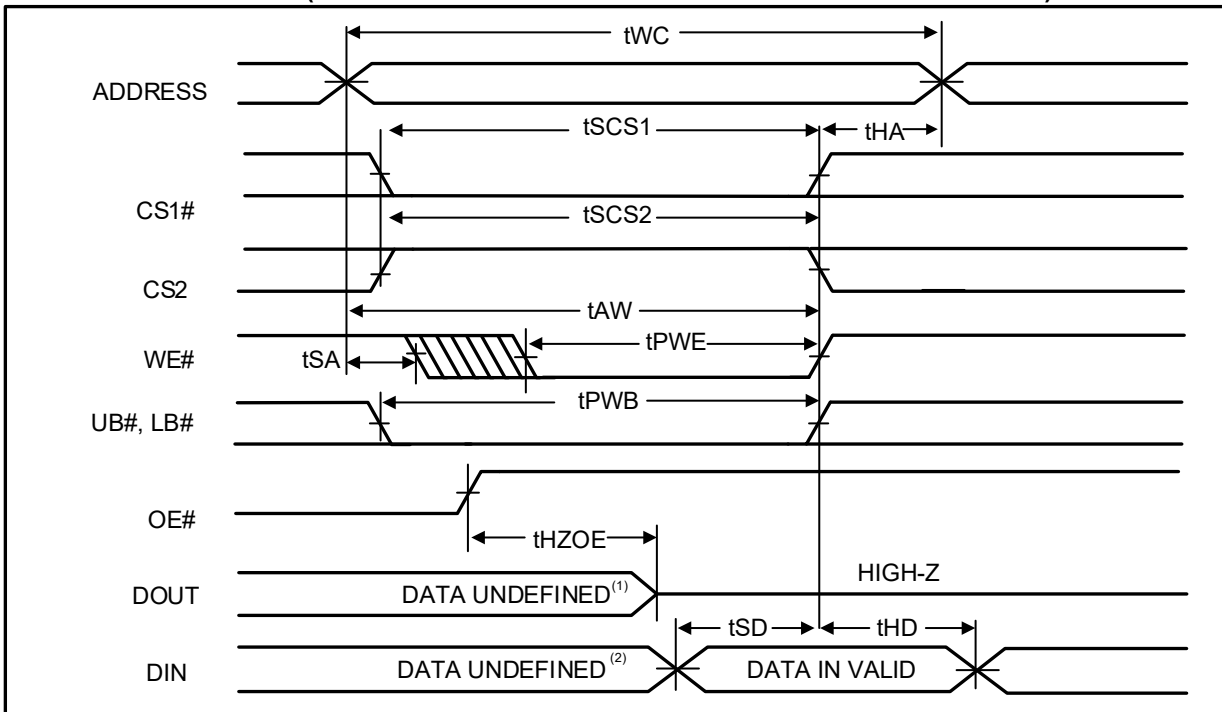 tWC
ADDRESS
tSCS1
tHA
CS1#
tSCS2
CS2
tAW
WE#
tSA
tPWE
UB#, LB#
tPWB
OE#
tHZOE
DOUT
DATA UNDEFINED(1)
HIGH-Z
tSD
tHD
DIN
DATA UNDEFINED (2)
DATA IN VALID